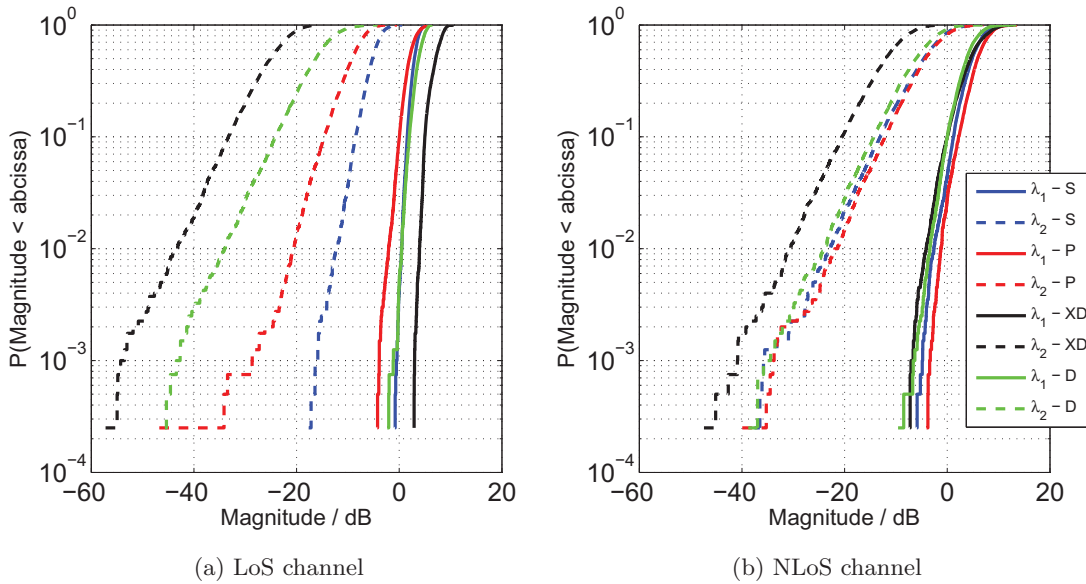 10^0
10^-1
10^-2
10^-3
10^-4
P(Magnitude < abcissa)
−60 −40 −20 0 20
Magnitude / dB
(a) LoS channel
10^0
10^-1
10^-2
10^-3
10^-4
P(Magnitude < abcissa)
−60 −40 −20 0 20
Magnitude / dB
λ1 − S
λ2 − S
λ1 − P
λ2 − P
λ1 − XD
λ2 − XD
λ1 − D
λ2 − D
(b) NLoS channel